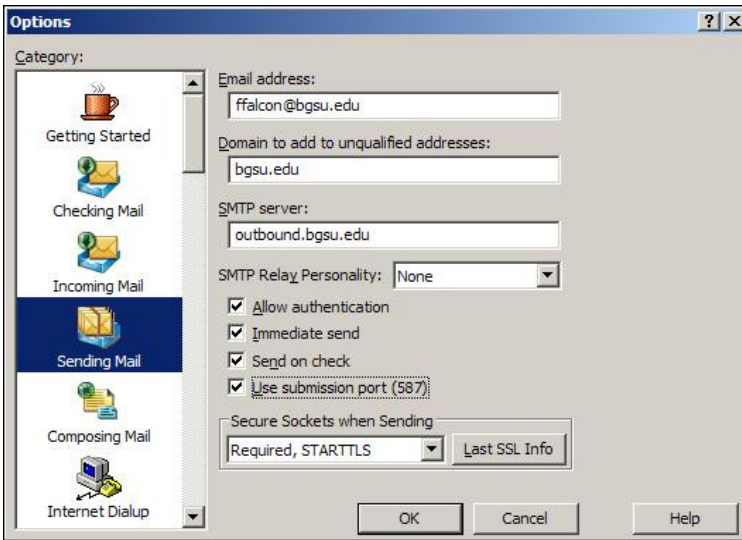 Options
Category:
Getting Started
Checking Mail
Incoming Mail
Sending Mail
Composing Mail
Internet Dialup
Email address:
ffalcon@bgsu.edu
Domain to add to unqualified addresses:
bgsu.edu
SMTP server:
outbound.bgsu.edu
SMTP Relay Personality: None
Allow authentication
Immediate send
Send on check
Use submission port (587)
Secure Sockets when Sending
Required, STARTTLS Last SSL Info
OK Cancel Help